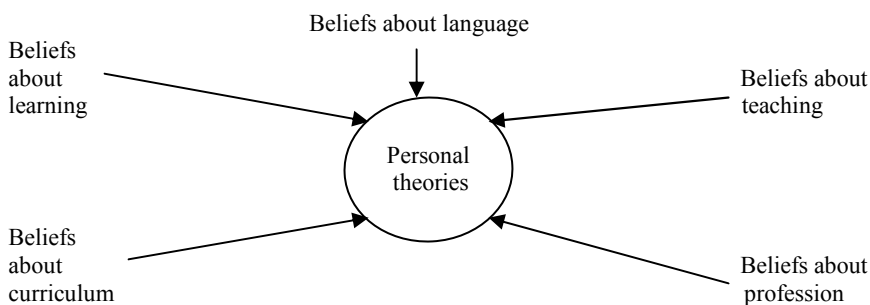 Beliefs about language
Beliefs
about
learning
Beliefs about
teaching
Personal
theories
Beliefs
about
curriculum
Beliefs about
profession